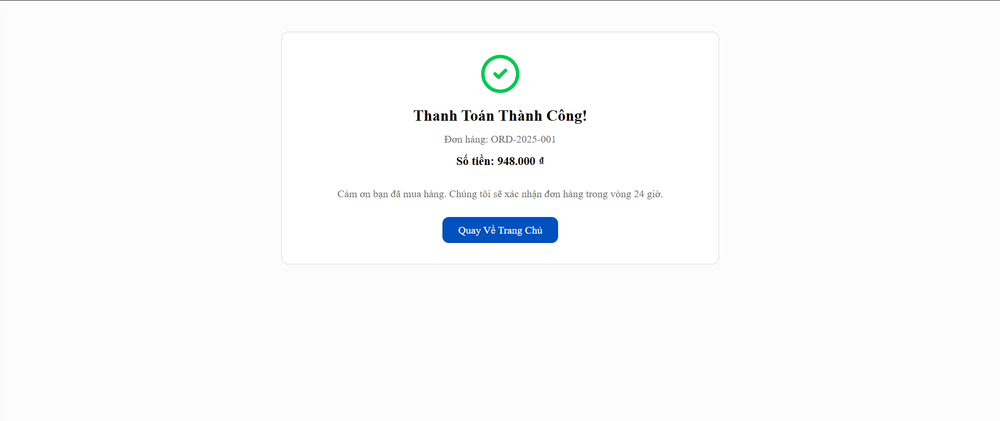 Thanh Toán Thành Công!
Đơn hàng: ORD-2025-001
Số tiền: 948.000 ₫
Cảm ơn bạn đã mua hàng. Chúng tôi sẽ xác nhận đơn hàng trong vòng 24 giờ.
Quay Về Trang Chủ